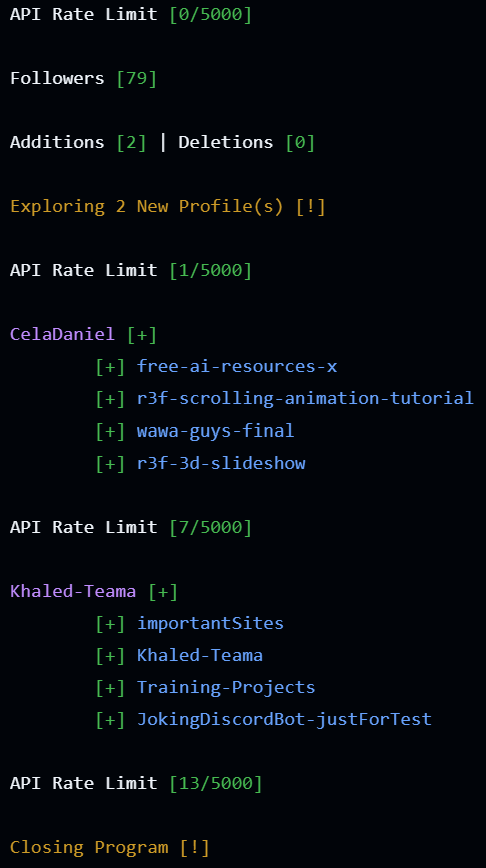 API Rate Limit [0/5000]
Followers [79]
Additions [2] | Deletions [0]
Exploring 2 New Profile(s) [!]
API Rate Limit [1/5000]
CelaDaniel [+]
[+] free-ai-resources-x
[+] r3f-scrolling-animation-tutorial
[+] wawa-guys-final
[+] r3f-3d-slideshow
API Rate Limit [7/5000]
Khaled-Teama [+]
[+] importantSites
[+] Khaled-Teama
[+] Training-Projects
[+] JokingDiscordBot-justForTest
API Rate Limit [13/5000]
Closing Program [!]